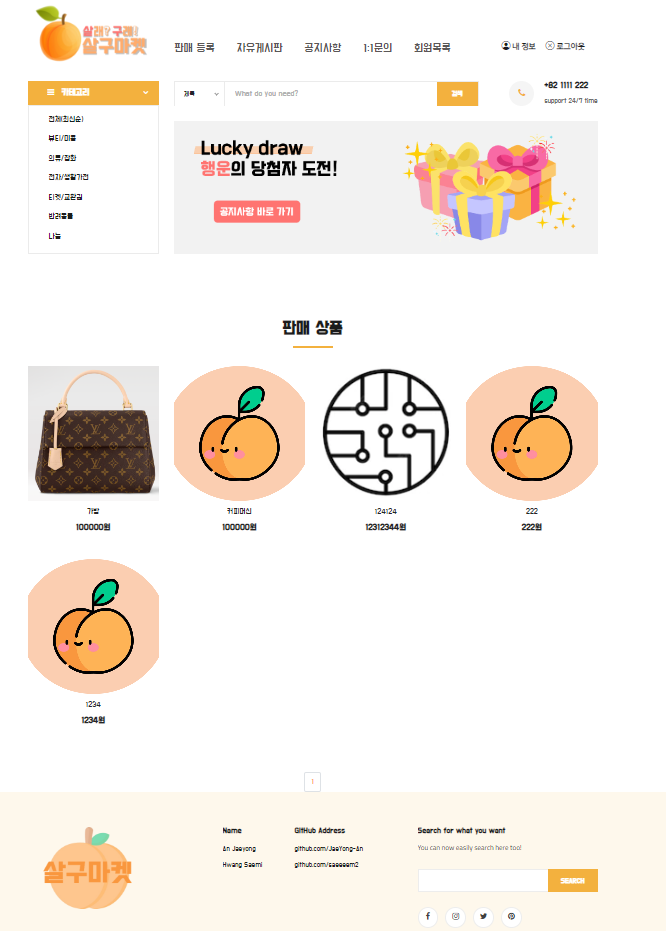 살래? 구래!
살구마켓
판매 등록 자유게시판 공지사항 1:1문의 회원목록
내 정보 로그아웃
카테고리
제목 What do you need? 검색
+82 1111 222
support 24/7 time
전체(최신순)
뷰티/미용
의류/잡화
전자/생활가전
티켓/교환권
반려동물
나눔
Lucky draw
행운의 당첨자 도전!
공지사항 바로 가기
판매 상품
가방
100000원
커피머신
100000원
124124
12312344원
222
222원
1234
1234원
1
살구마켓
Name
An Jaeyong
Hwang Saemi
GitHub Address
github.com/JaeYong-An
github.com/saeeeem2
Search for what you want
You can now easily search here too!
SEARCH